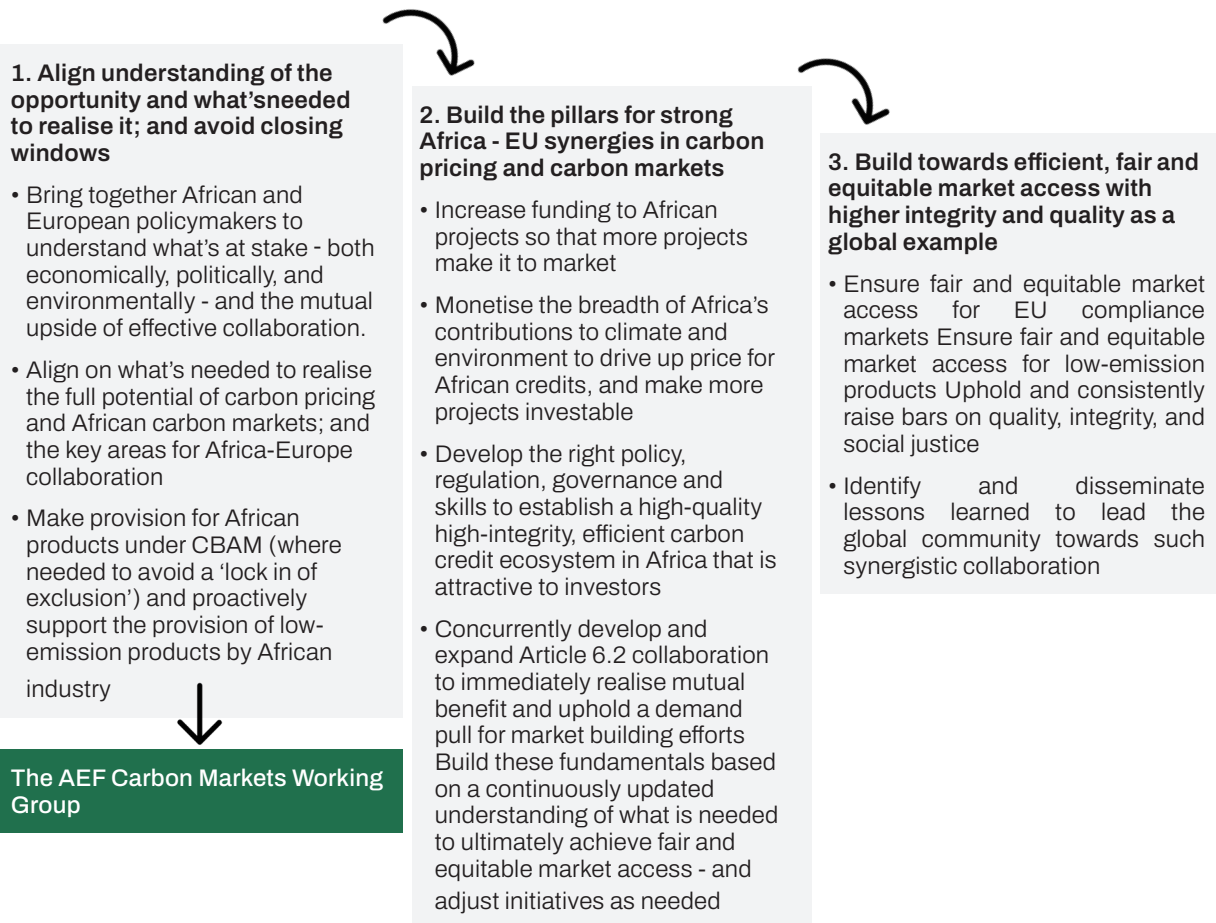 1. Align understanding of the
opportunity and what'sneeded
to realise it; and avoid closing
windows
• Bring together African and
European policymakers to
understand what's at stake - both
economically, politically, and
environmentally - and the mutual
upside of effective collaboration.
• Align on what's needed to realise
the full potential of carbon pricing
and African carbon markets; and
the key areas for Africa-Europe
collaboration
• Make provision for African
products under CBAM (where
needed to avoid a 'lock in of
exclusion') and proactively
support the provision of low-
emission products by African
industry
The AEF Carbon Markets Working
Group
2. Build the pillars for strong
Africa - EU synergies in carbon
pricing and carbon markets
• Increase funding to African
projects so that more projects
make it to market
• Monetise the breadth of Africa's
contributions to climate and
environment to drive up price for
African credits, and make more
projects investable
• Develop the right policy,
regulation, governance and
skills to establish a high-quality
high-integrity, efficient carbon
credit ecosystem in Africa that is
attractive to investors
• Concurrently develop and
expand Article 6.2 collaboration
to immediately realise mutual
benefit and uphold a demand
pull for market building efforts
Build these fundamentals based
on a continuously updated
understanding of what is needed
to ultimately achieve fair and
equitable market access - and
adjust initiatives as needed
3. Build towards efficient, fair and
equitable market access with
higher integrity and quality as a
global example
• Ensure fair and equitable market
access for EU compliance
markets Ensure fair and equitable
market access for low-emission
products Uphold and consistently
raise bars on quality, integrity, and
social justice
• Identify and disseminate
lessons learned to lead the
global community towards such
synergistic collaboration